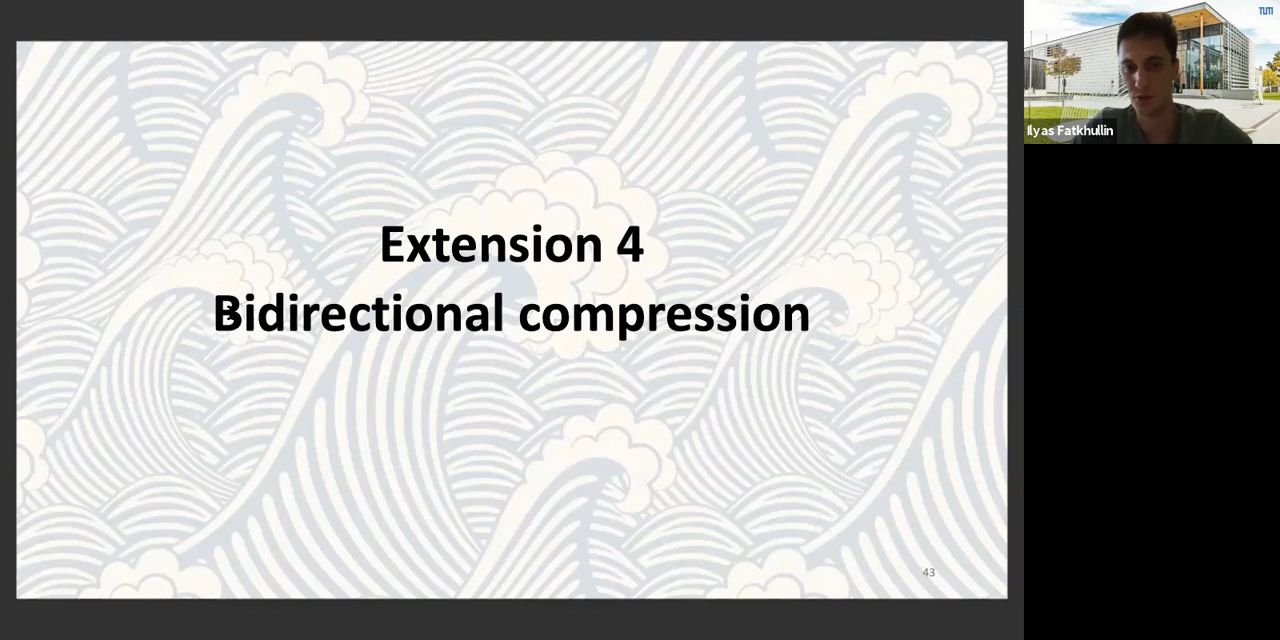 Extension 4
Bidirectional compression
43
TUM
Ilyas Fatkhullin